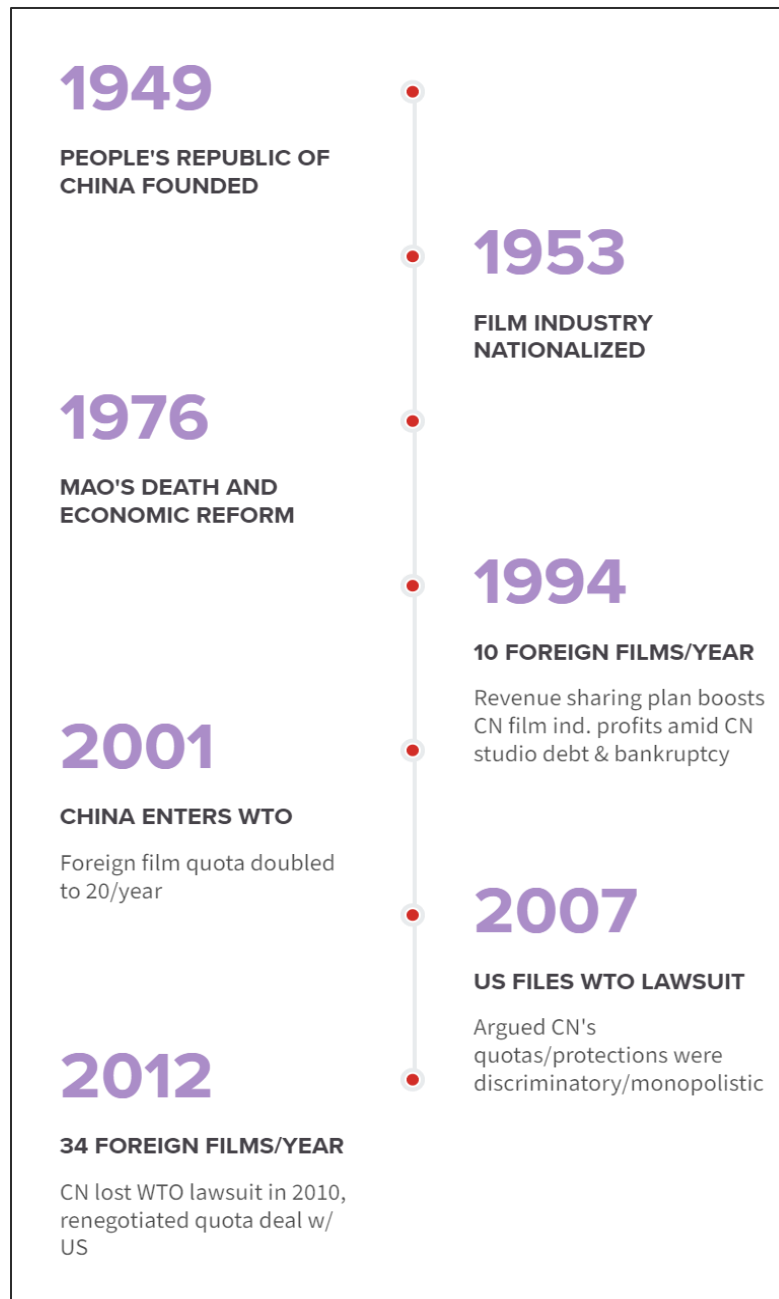 1949
PEOPLE'S REPUBLIC OF
CHINA FOUNDED
1953
FILM INDUSTRY
NATIONALIZED
1976
MAO'S DEATH AND
ECONOMIC REFORM
1994
10 FOREIGN FILMS/YEAR
Revenue sharing plan boosts
CN film ind. profits amid CN
studio debt & bankruptcy
2001
CHINA ENTERS WTO
Foreign film quota doubled
to 20/year
2007
US FILES WTO LAWSUIT
Argued CN's
quotas/protections were
discriminatory/monopolistic
2012
34 FOREIGN FILMS/YEAR
CN lost WTO lawsuit in 2010,
renegotiated quota deal w/
US